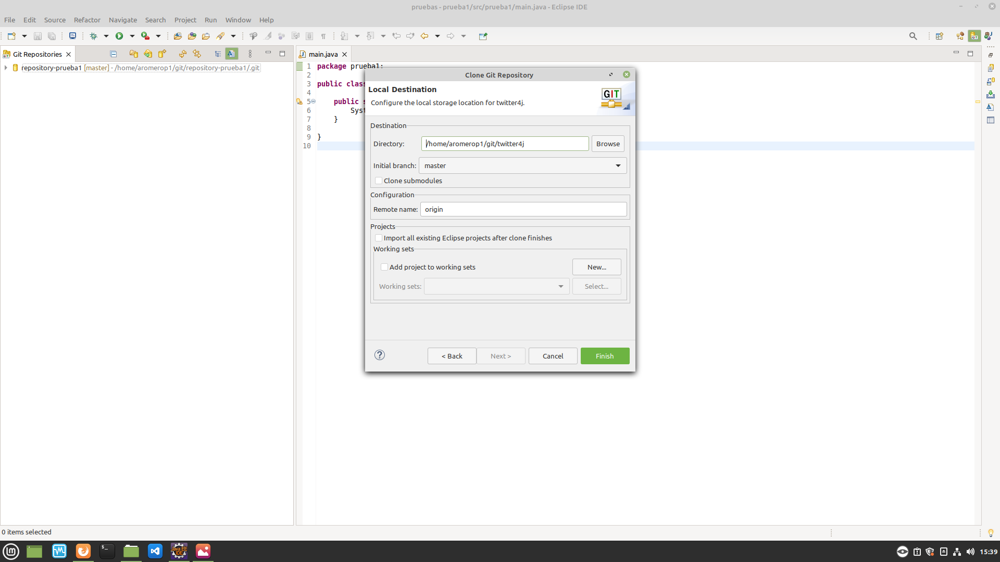 pruebas - prueba1/src/prueba1/main.java - Eclipse IDE
File Edit Source Refactor Navigate Search Project Run Window Help
Git Repositories
main.java
repository-prueba1 [master] - /home/aromerop1/git/repository-prueba1/.git
1 package prueba1;
2
3 public class
4
5 public s
6 Syst
7 }
8
9 }
10
Clone Git Repository
Local Destination
Configure the local storage location for twitter4j.
GIT
Destination
Directory: /home/aromerop1/git/twitter4j Browse
Initial branch: master
Clone submodules
Configuration
Remote name: origin
Projects
Import all existing Eclipse projects after clone finishes
Working sets
Add project to working sets New...
Working sets: Select...
< Back Next > Cancel Finish
0 items selected
Java EE
IDE
15:39